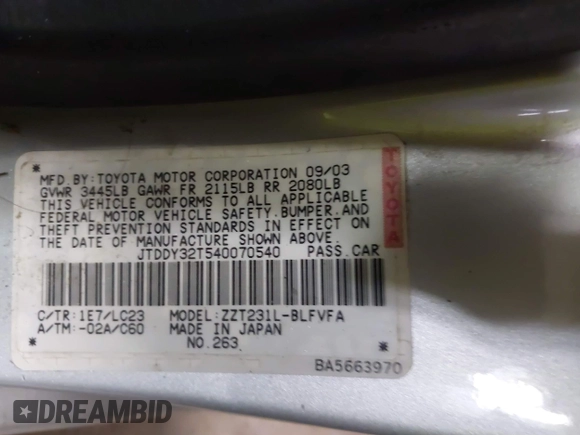 MFD. BY: TOYOTA MOTOR CORPORATION 09/03
GVWR 3445LB GAWR FR 2115LB RR 2080LB
THIS VEHICLE CONFORMS TO ALL APPLICABLE
FEDERAL MOTOR VEHICLE SAFETY, BUMPER, AND
THEFT PREVENTION STANDARDS IN EFFECT ON
THE DATE OF MANUFACTURE SHOWN ABOVE.
JTDDY32T540070540 PASS. CAR
C/TR: 1E7/LC23 MODEL: ZZT231L-BLFVFA
A/TM: -02A/C60 MADE IN JAPAN
NO. 263
BA5663970
TOYOTA
DREAMBID